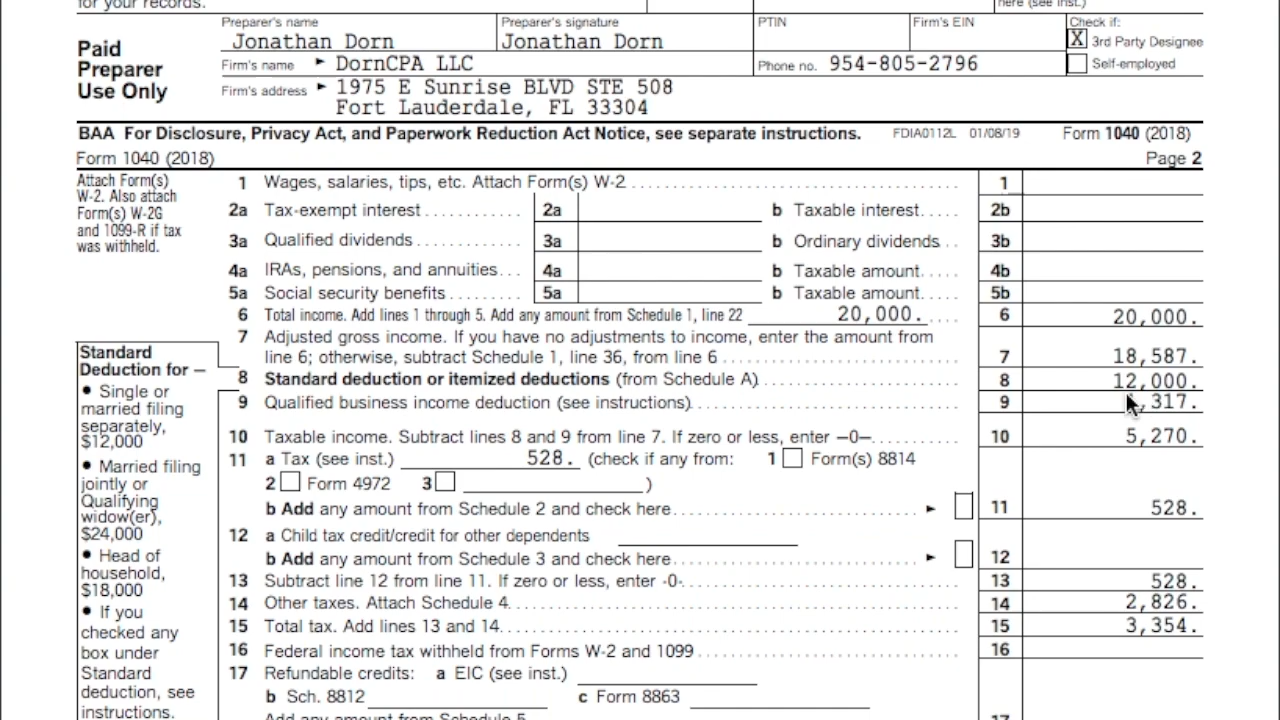 for your records.
here (see inst.)
Preparer's name Preparer's signature PTIN Firm's EIN Check if:
Jonathan Dorn Jonathan Dorn X 3rd Party Designee
Paid Preparer Use Only
Firm's name ► DornCPA LLC Phone no. 954-805-2796 Self-employed
Firm's address ► 1975 E Sunrise BLVD STE 508
Fort Lauderdale, FL 33304
BAA For Disclosure, Privacy Act, and Paperwork Reduction Act Notice, see separate instructions. FDIA0112L 01/08/19 Form 1040 (2018)
Form 1040 (2018) Page 2
Attach Form(s)
W-2. Also attach
Form(s) W-2G
and 1099-R if tax
was withheld.
1 Wages, salaries, tips, etc. Attach Form(s) W-2 1
2a Tax-exempt interest 2a b Taxable interest 2b
3a Qualified dividends 3a b Ordinary dividends 3b
4a IRAs, pensions, and annuities 4a b Taxable amount 4b
5a Social security benefits 5a b Taxable amount 5b
6 Total income. Add lines 1 through 5. Add any amount from Schedule 1, line 22 20,000. 6 20,000.
7 Adjusted gross income. If you have no adjustments to income, enter the amount from
line 6; otherwise, subtract Schedule 1, line 36, from line 6 7 18,587.
8 Standard deduction or itemized deductions (from Schedule A) 8 12,000.
9 Qualified business income deduction (see instructions) 9 ,317.
10 Taxable income. Subtract lines 8 and 9 from line 7. If zero or less, enter –0– 10 5,270.
11 a Tax (see inst.) 528. (check if any from: 1 Form(s) 8814
2 Form 4972 3 )
b Add any amount from Schedule 2 and check here ► 11 528.
12 a Child tax credit/credit for other dependents
b Add any amount from Schedule 3 and check here ► 12
13 Subtract line 12 from line 11. If zero or less, enter -0- 13 528.
14 Other taxes. Attach Schedule 4 14 2,826.
15 Total tax. Add lines 13 and 14 15 3,354.
16 Federal income tax withheld from Forms W-2 and 1099 16
17 Refundable credits: a EIC (see inst.)
b Sch. 8812 c Form 8863
Add any amount from Schedule 5 17
Standard
Deduction for –
• Single or
married filing
separately,
$12,000
• Married filing
jointly or
Qualifying
widow(er),
$24,000
• Head of
household,
$18,000
• If you
checked any
box under
Standard
deduction, see
instructions.